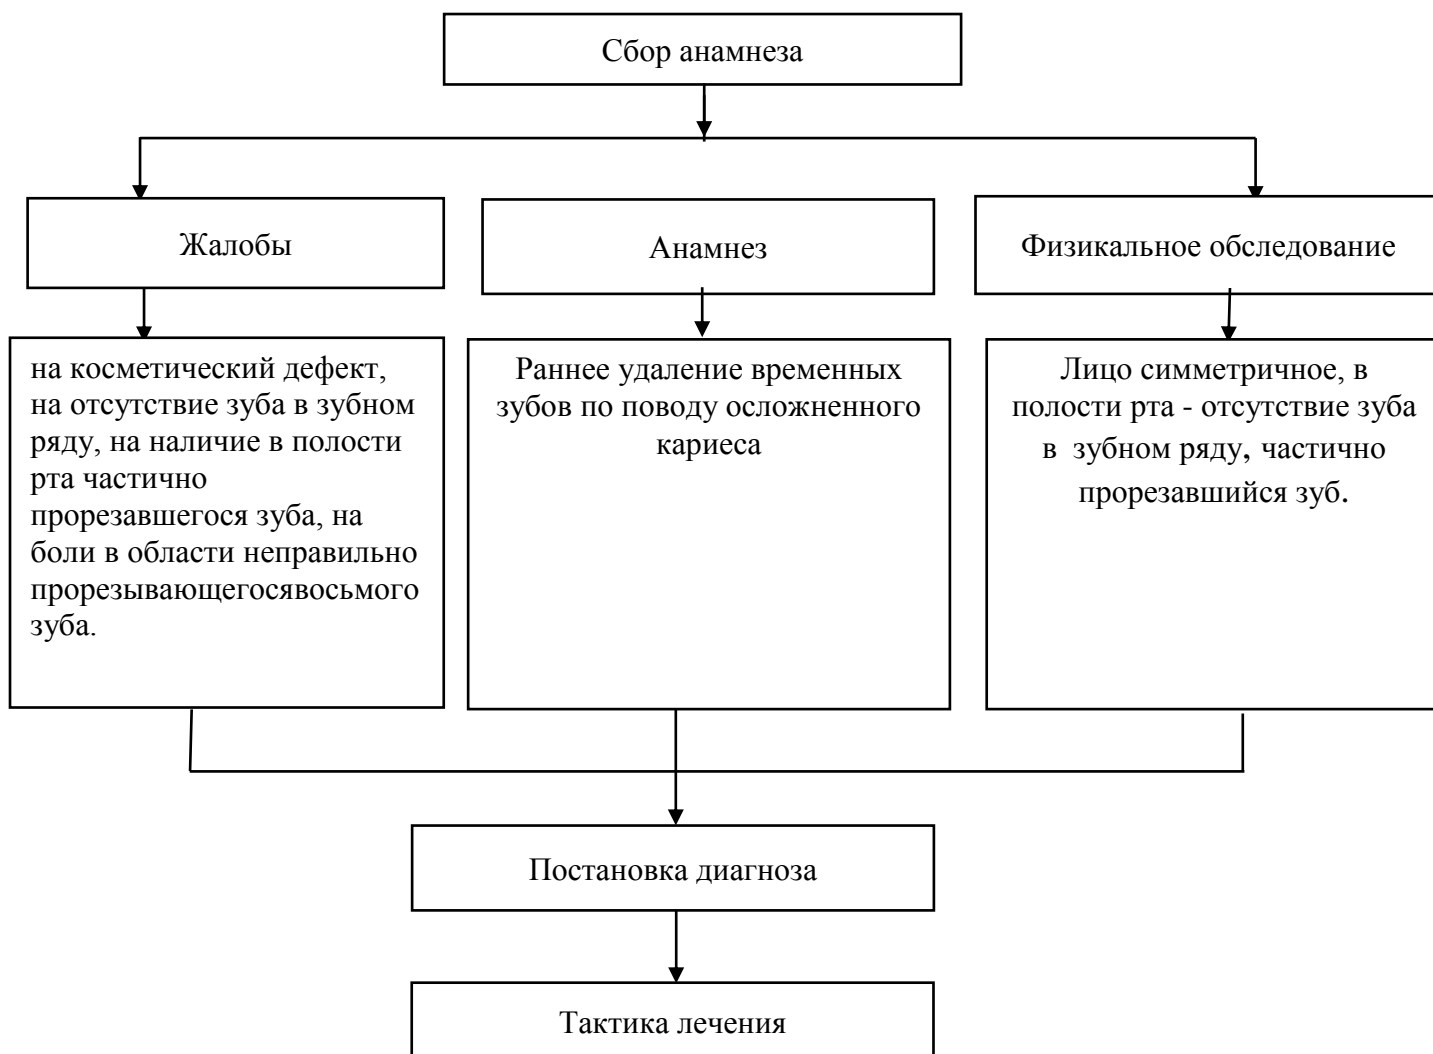 Сбор анамнеза
Жалобы
Анамнез
Физикальное обследование
на косметический дефект,
на отсутствие зуба в зубном
ряду, на наличие в полости
рта частично
прорезавшегося зуба, на
боли в области неправильно
прорезывающегосявосьмого
зуба.
Раннее удаление временных
зубов по поводу осложненного
кариеса
Лицо симметричное, в
полости рта - отсутствие зуба
в зубном ряду, частично
прорезавшийся зуб.
Постановка диагноза
Тактика лечения